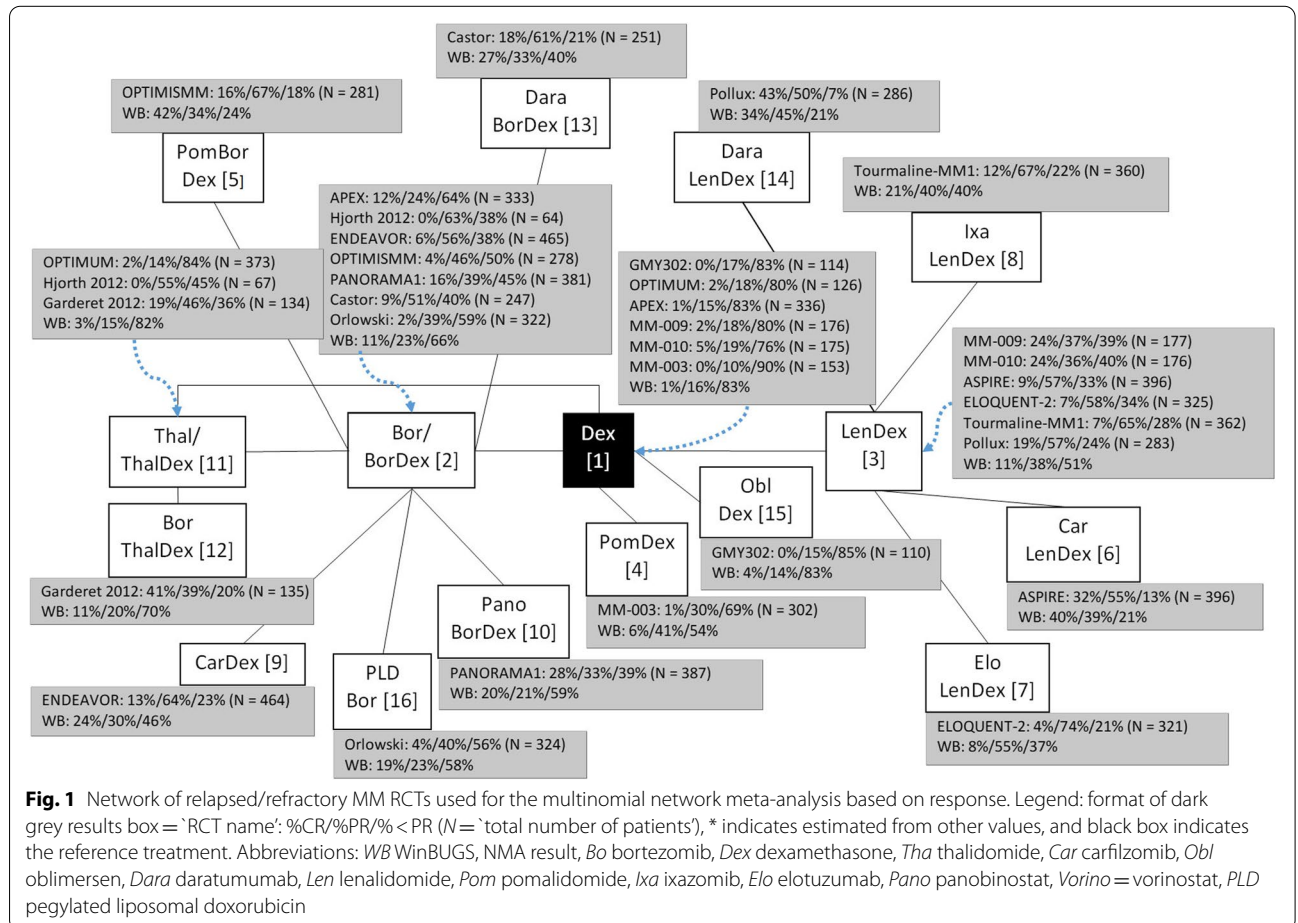 Castor: 18%/61%/21% (N = 251)
WB: 27%/33%/40%
Dara
BorDex [13]
OPTIMISMM: 16%/67%/18% (N = 281)
WB: 42%/34%/24%
PomBor
Dex [5]
Pollux: 43%/50%/7% (N = 286)
WB: 34%/45%/21%
Dara
LenDex [14]
Tourmaline-MM1: 12%/67%/22% (N = 360)
WB: 21%/40%/40%
Ixa
LenDex [8]
OPTIMUM: 2%/14%/84% (N = 373)
Hjorth 2012: 0%/55%/45% (N = 67)
Garderet 2012: 19%/46%/36% (N = 134)
WB: 3%/15%/82%
APEX: 12%/24%/64% (N = 333)
Hjorth 2012: 0%/63%/38% (N = 64)
ENDEAVOR: 6%/56%/38% (N = 465)
OPTIMISMM: 4%/46%/50% (N = 278)
PANORAMA1: 16%/39%/45% (N = 381)
Castor: 9%/51%/40% (N = 247)
Orlowski: 2%/39%/59% (N = 322)
WB: 11%/23%/66%
GMY302: 0%/17%/83% (N = 114)
OPTIMUM: 2%/18%/80% (N = 126)
APEX: 1%/15%/83% (N = 336)
MM-009: 2%/18%/80% (N = 176)
MM-010: 5%/19%/76% (N = 175)
MM-003: 0%/10%/90% (N = 153)
WB: 1%/16%/83%
MM-009: 24%/37%/39% (N = 177)
MM-010: 24%/36%/40% (N = 176)
ASPIRE: 9%/57%/33% (N = 396)
ELOQUENT-2: 7%/58%/34% (N = 325)
Tourmaline-MM1: 7%/65%/28% (N = 362)
Pollux: 19%/57%/24% (N = 283)
WB: 11%/38%/51%
Thal/
ThalDex [11]
Bor/
BorDex [2]
Dex
[1]
LenDex
[3]
Bor
ThalDex [12]
Garderet 2012: 41%/39%/20% (N = 135)
WB: 11%/20%/70%
Obl
Dex [15]
GMY302: 0%/15%/85% (N = 110)
WB: 4%/14%/83%
PomDex
[4]
MM-003: 1%/30%/69% (N = 302)
WB: 6%/41%/54%
Car
LenDex [6]
ASPIRE: 32%/55%/13% (N = 396)
WB: 40%/39%/21%
CarDex [9]
ENDEAVOR: 13%/64%/23% (N = 464)
WB: 24%/30%/46%
PLD
Bor [16]
Orlowski: 4%/40%/56% (N = 324)
WB: 19%/23%/58%
Pano
BorDex [10]
PANORAMA1: 28%/33%/39% (N = 387)
WB: 20%/21%/59%
Elo
LenDex [7]
ELOQUENT-2: 4%/74%/21% (N = 321)
WB: 8%/55%/37%
Fig. 1 Network of relapsed/refractory MM RCTs used for the multinomial network meta-analysis based on response. Legend: format of dark
grey results box = `RCT name': %CR/%PR/% < PR (N = `total number of patients'), * indicates estimated from other values, and black box indicates
the reference treatment. Abbreviations: WB WinBUGS, NMA result, Bo bortezomib, Dex dexamethasone, Tha thalidomide, Car carfilzomib, Obl
oblimersen, Dara daratumumab, Len lenalidomide, Pom pomalidomide, Ixa ixazomib, Elo elotuzumab, Pano panobinostat, Vorino = vorinostat, PLD
pegylated liposomal doxorubicin